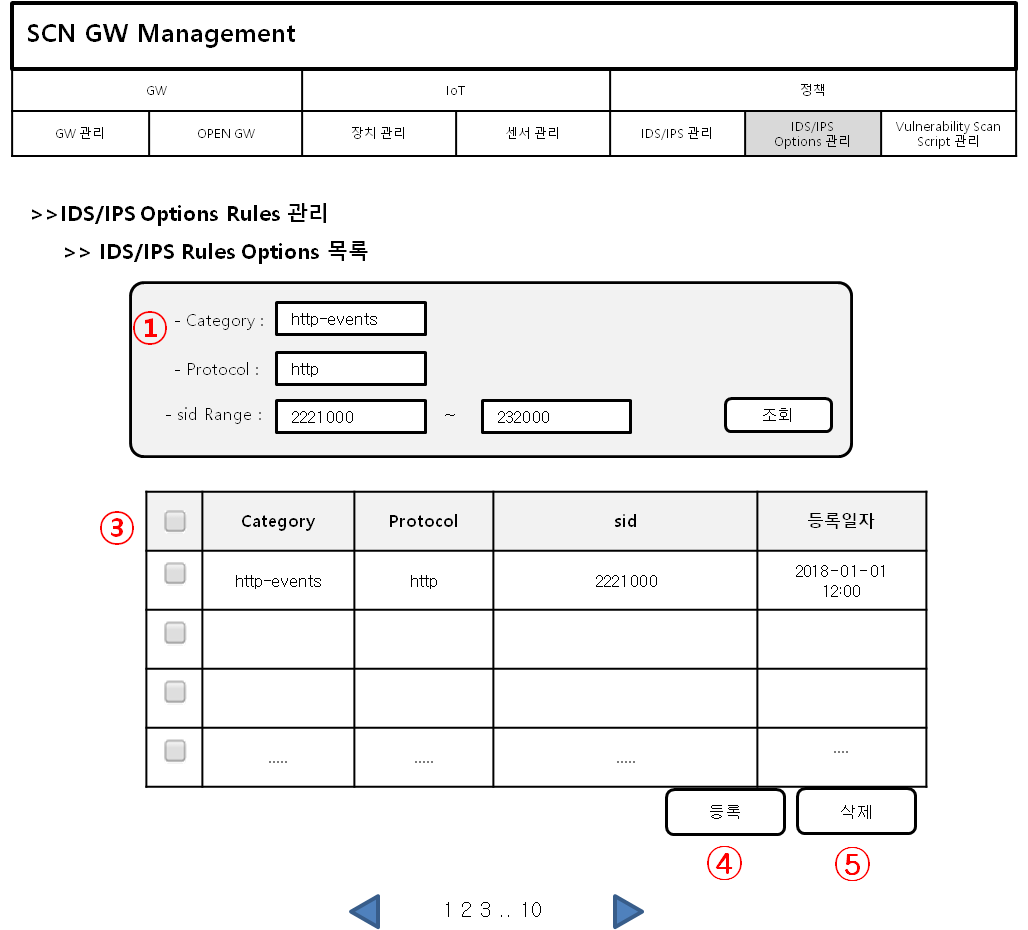 SCN GW Management
GW IoT 정책
GW 관리 OPEN GW 장치 관리 센서 관리 IDS/IPS 관리 IDS/IPS Options 관리 Vulnerability Scan Script 관리
>>IDS/IPS Options Rules 관리
>> IDS/IPS Rules Options 목록
① - Category : http-events
- Protocol : http
- sid Range : 2221000 ~ 232000 조회
③ Category Protocol sid 등록일자
http-events http 2221000 2018-01-01 12:00
..... ..... ..... ....
등록 삭제
④ ⑤
1 2 3 .. 10